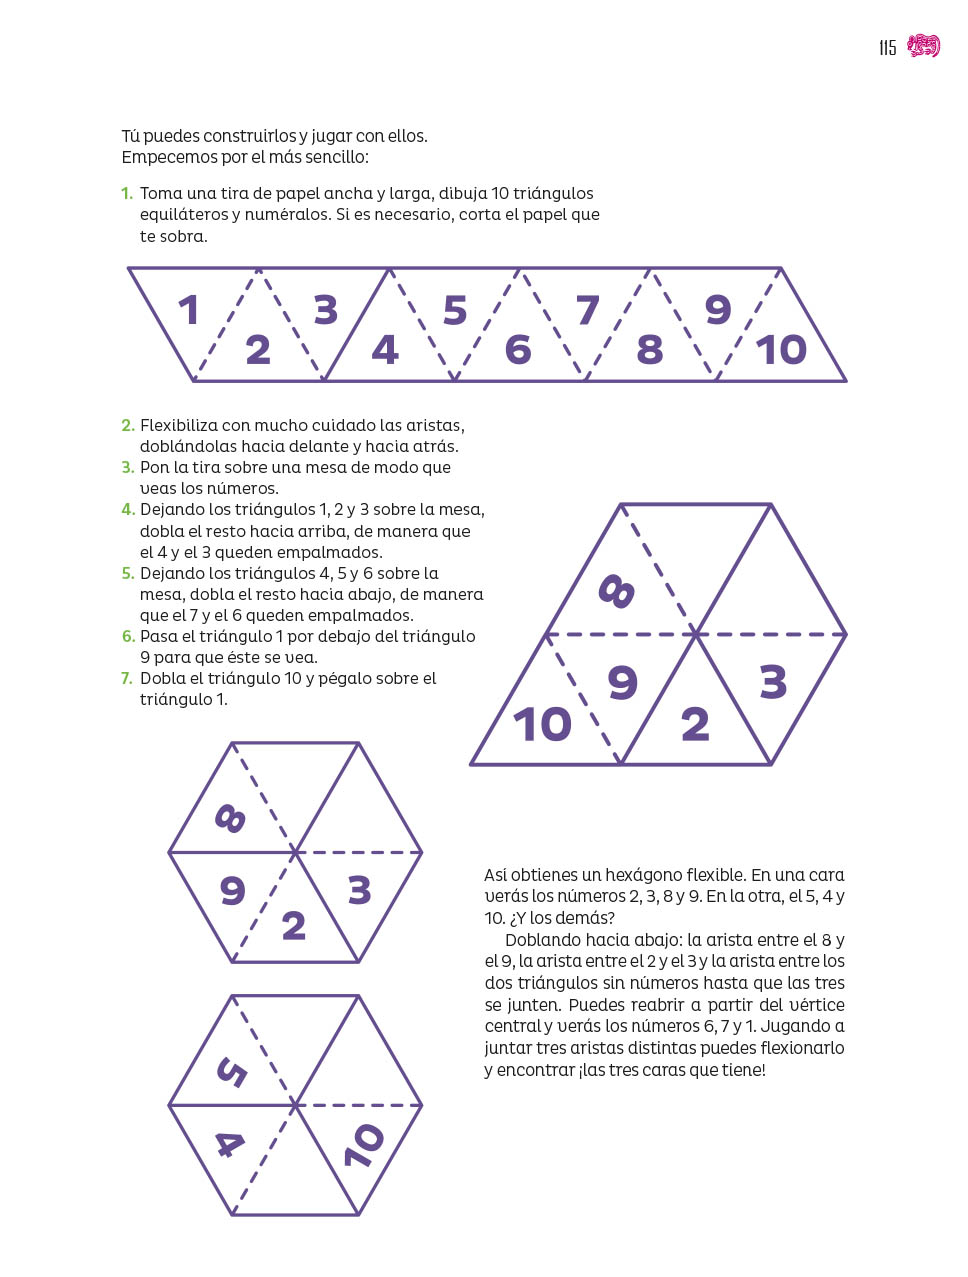 115
Tú puedes construirlos y jugar con ellos.
Empecemos por el más sencillo:
1. Toma una tira de papel ancha y larga, dibuja 10 triángulos
equiláteros y numéralos. Si es necesario, corta el papel que
te sobra.
1 2 3 4 5 6 7 8 9 10
2. Flexibiliza con mucho cuidado las aristas,
doblándolas hacia delante y hacia atrás.
3. Pon la tira sobre una mesa de modo que
veas los números.
4. Dejando los triángulos 1, 2 y 3 sobre la mesa,
dobla el resto hacia arriba, de manera que
el 4 y el 3 queden empalmados.
5. Dejando los triángulos 4, 5 y 6 sobre la
mesa, dobla el resto hacia abajo, de manera
que el 7 y el 6 queden empalmados.
6. Pasa el triángulo 1 por debajo del triángulo
9 para que éste se vea.
7. Dobla el triángulo 10 y pégalo sobre el
triángulo 1.
8
9 3
10 2
8
9 3
2
5
4 10
Así obtienes un hexágono flexible. En una cara
verás los números 2, 3, 8 y 9. En la otra, el 5, 4 y
10. ¿Y los demás?
Doblando hacia abajo: la arista entre el 8 y
el 9, la arista entre el 2 y el 3 y la arista entre los
dos triángulos sin números hasta que las tres
se junten. Puedes reabrir a partir del vértice
central y verás los números 6, 7 y 1. Jugando a
juntar tres aristas distintas puedes flexionarlo
y encontrar ¡las tres caras que tiene!